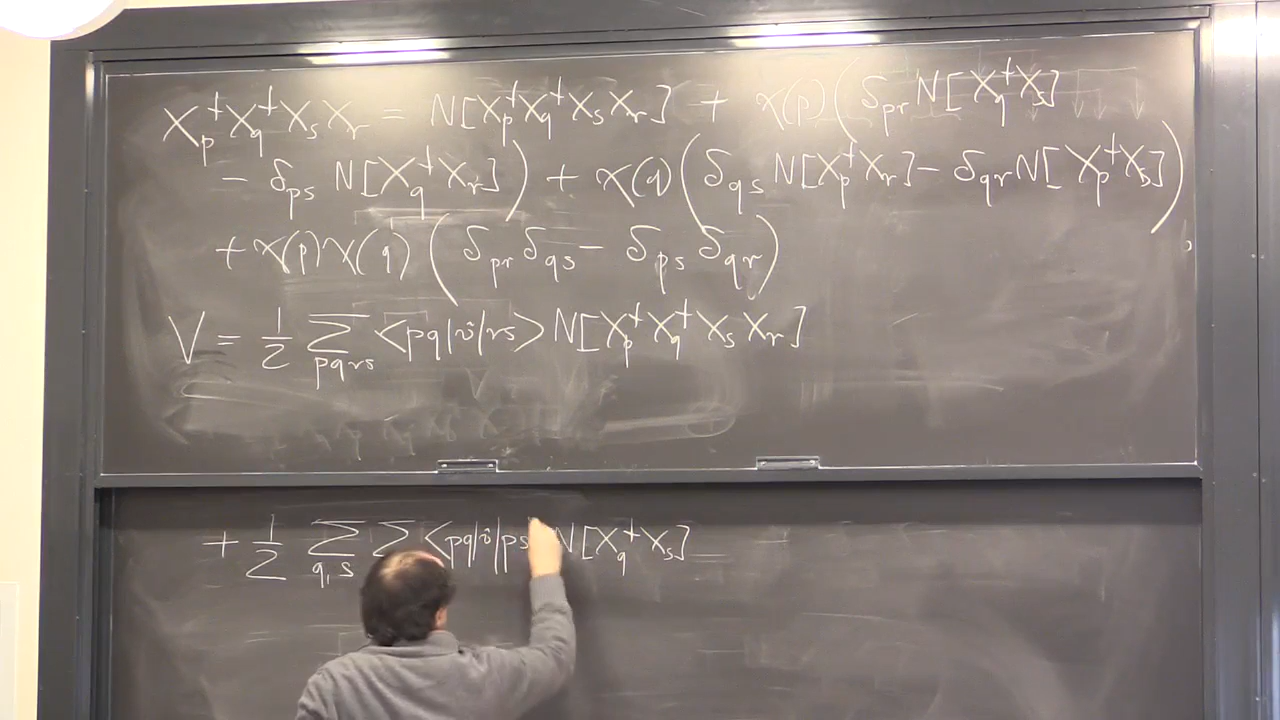 X_p^† X_q^† X_s X_r = N[X_p^† X_q^† X_s X_r] + χ(p) ( δ_pr N[X_q^† X_s]
− δ_ps N[X_q^† X_r] ) + χ(q) ( δ_qs N[X_p^† X_r] − δ_qr N[X_p^† X_s] )
+ χ(p) χ(q) ( δ_pr δ_qs − δ_ps δ_qr )
V = 1/2 Σ_pqrs <pq|v|rs> N[X_p^† X_q^† X_s X_r]
+ 1/2 Σ_q,s Σ <pq|v|ps N[X_q^† X_s]